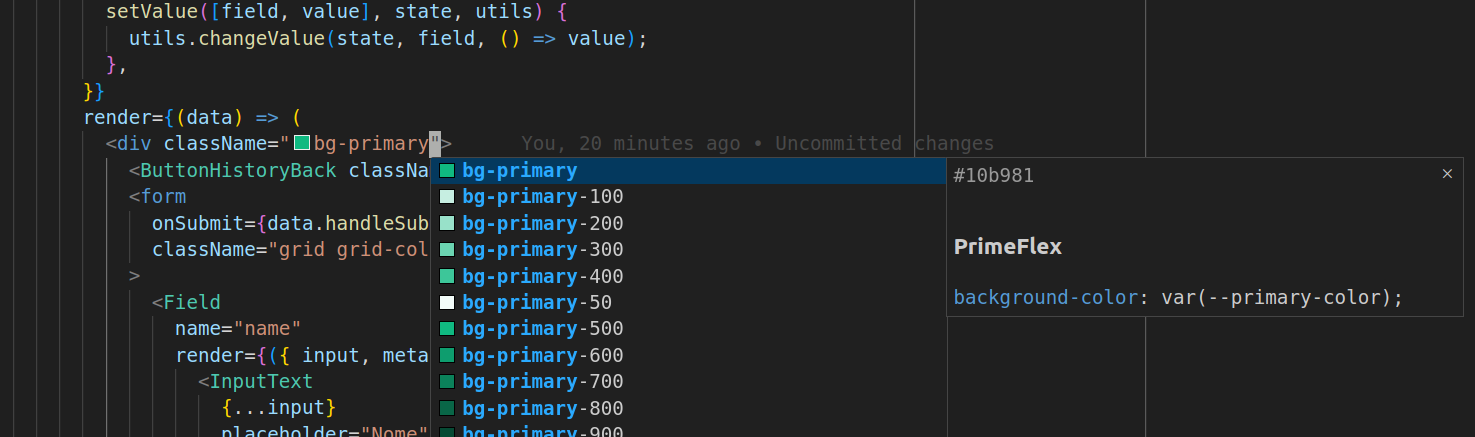 setValue([field, value], state, utils) {
utils.changeValue(state, field, () => value);
},
}}
render={(data) => (
<div className="bg-primary"> You, 20 minutes ago • Uncommitted changes
<ButtonHistoryBack classNa
bg-primary
#10b981 ×
<form
bg-primary-100
onSubmit={data.handleSub
bg-primary-200
className="grid grid-col
bg-primary-300
PrimeFlex
>
bg-primary-400
<Field
bg-primary-50
background-color: var(--primary-color);
name="name"
bg-primary-500
render={({ input, meta
bg-primary-600
<InputText
bg-primary-700
{...input}
bg-primary-800
placeholder="Nome"
bg-primary-900